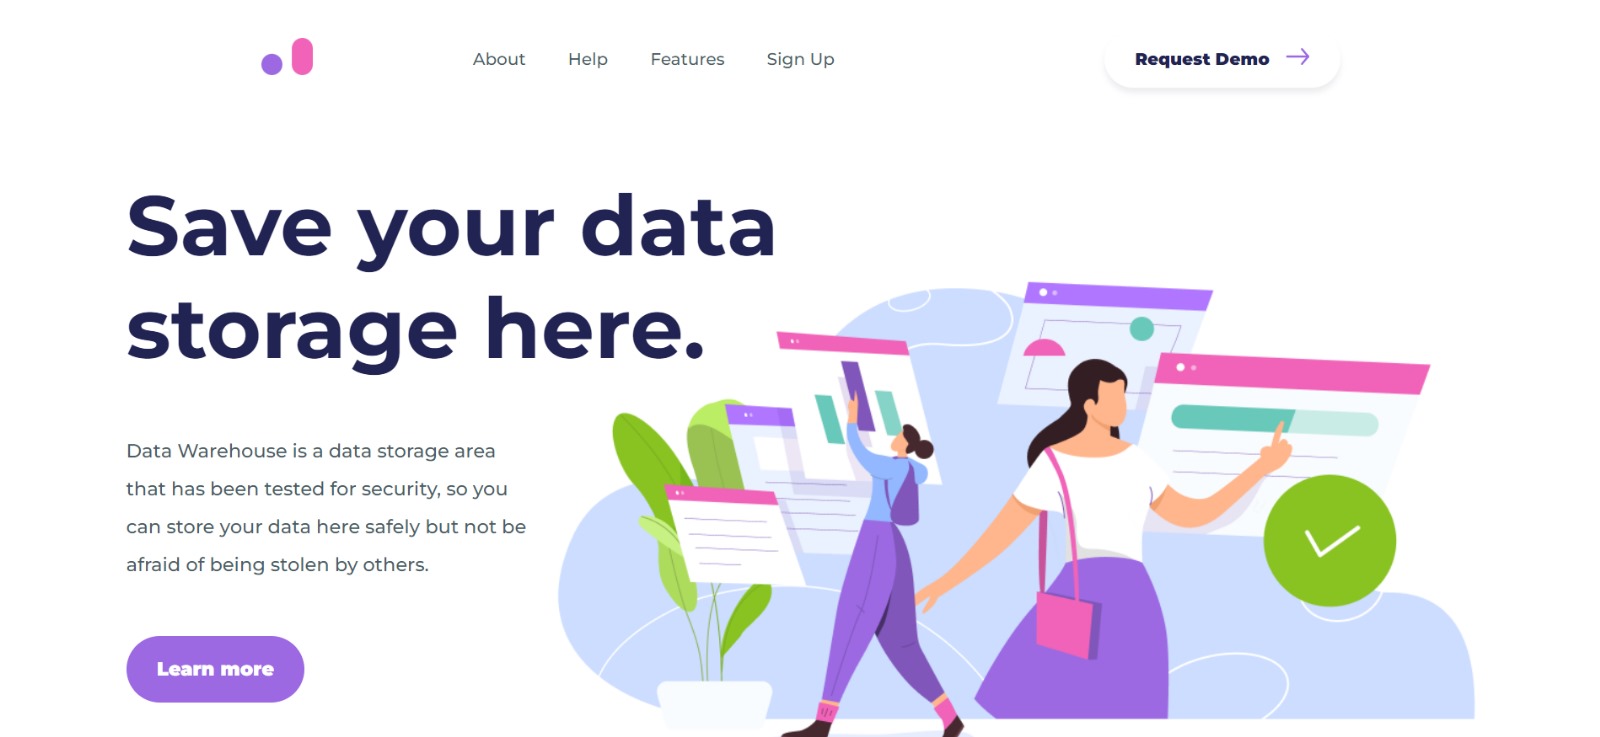 About
Help
Features
Sign Up
Request Demo
Save your data
storage here.
Data Warehouse is a data storage area
that has been tested for security, so you
can store your data here safely but not be
afraid of being stolen by others.
Learn more